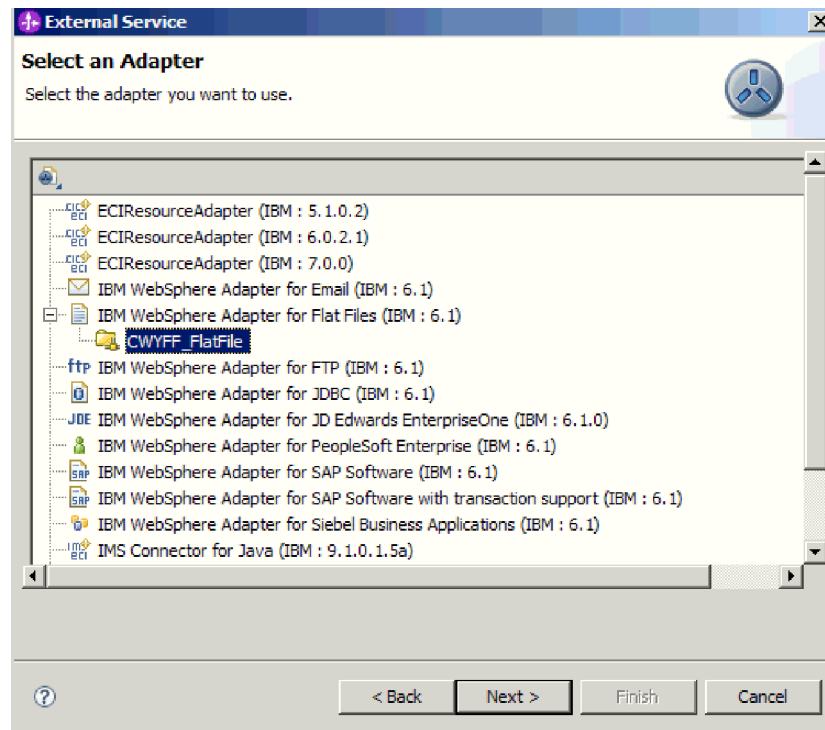 External Service
Select an Adapter
Select the adapter you want to use.
ECIResourceAdapter (IBM : 5.1.0.2)
ECIResourceAdapter (IBM : 6.0.2.1)
ECIResourceAdapter (IBM : 7.0.0)
IBM WebSphere Adapter for Email (IBM : 6.1)
IBM WebSphere Adapter for Flat Files (IBM : 6.1)
CWYFF_FlatFile
ftp IBM WebSphere Adapter for FTP (IBM : 6.1)
IBM WebSphere Adapter for JDBC (IBM : 6.1)
JDE IBM WebSphere Adapter for JD Edwards EnterpriseOne (IBM : 6.1.0)
IBM WebSphere Adapter for PeopleSoft Enterprise (IBM : 6.1)
SAP IBM WebSphere Adapter for SAP Software (IBM : 6.1)
SAP IBM WebSphere Adapter for SAP Software with transaction support (IBM : 6.1)
IBM WebSphere Adapter for Siebel Business Applications (IBM : 6.1)
IMS Connector for Java (IBM : 9.1.0.1.5a)
? < Back Next > Finish Cancel